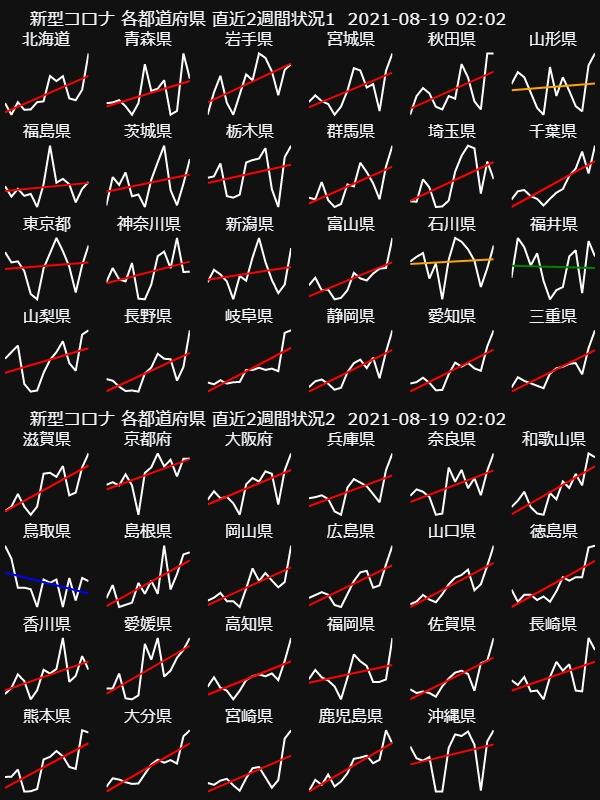 新型コロナ 各都道府県 直近2週間状況1 2021-08-19 02:02
北海道 青森県 岩手県 宮城県 秋田県 山形県
福島県 茨城県 栃木県 群馬県 埼玉県 千葉県
東京都 神奈川県 新潟県 富山県 石川県 福井県
山梨県 長野県 岐阜県 静岡県 愛知県 三重県
新型コロナ 各都道府県 直近2週間状況2 2021-08-19 02:02
滋賀県 京都府 大阪府 兵庫県 奈良県 和歌山県
鳥取県 島根県 岡山県 広島県 山口県 徳島県
香川県 愛媛県 高知県 福岡県 佐賀県 長崎県
熊本県 大分県 宮崎県 鹿児島県 沖縄県